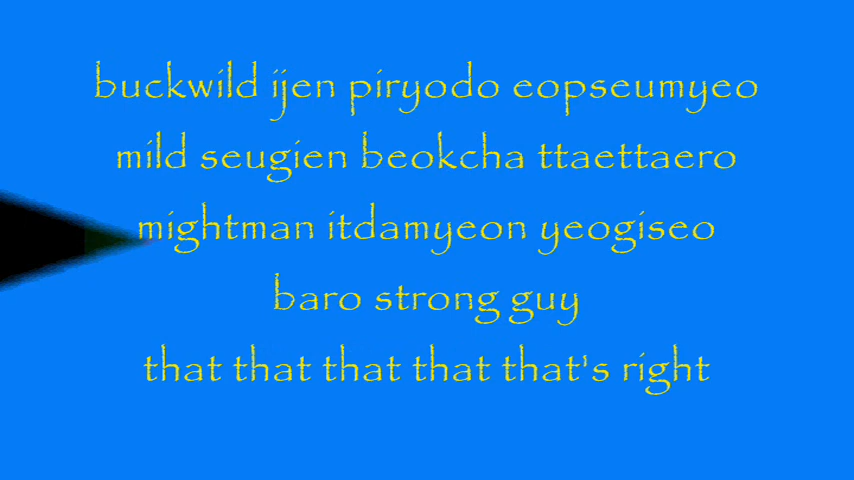 buckwild ijen piryodo eopseumyeo
mild seugien beokcha ttaettaero
mightman itdamyeon yeogiseo
baro strong guy
that that that that that's right